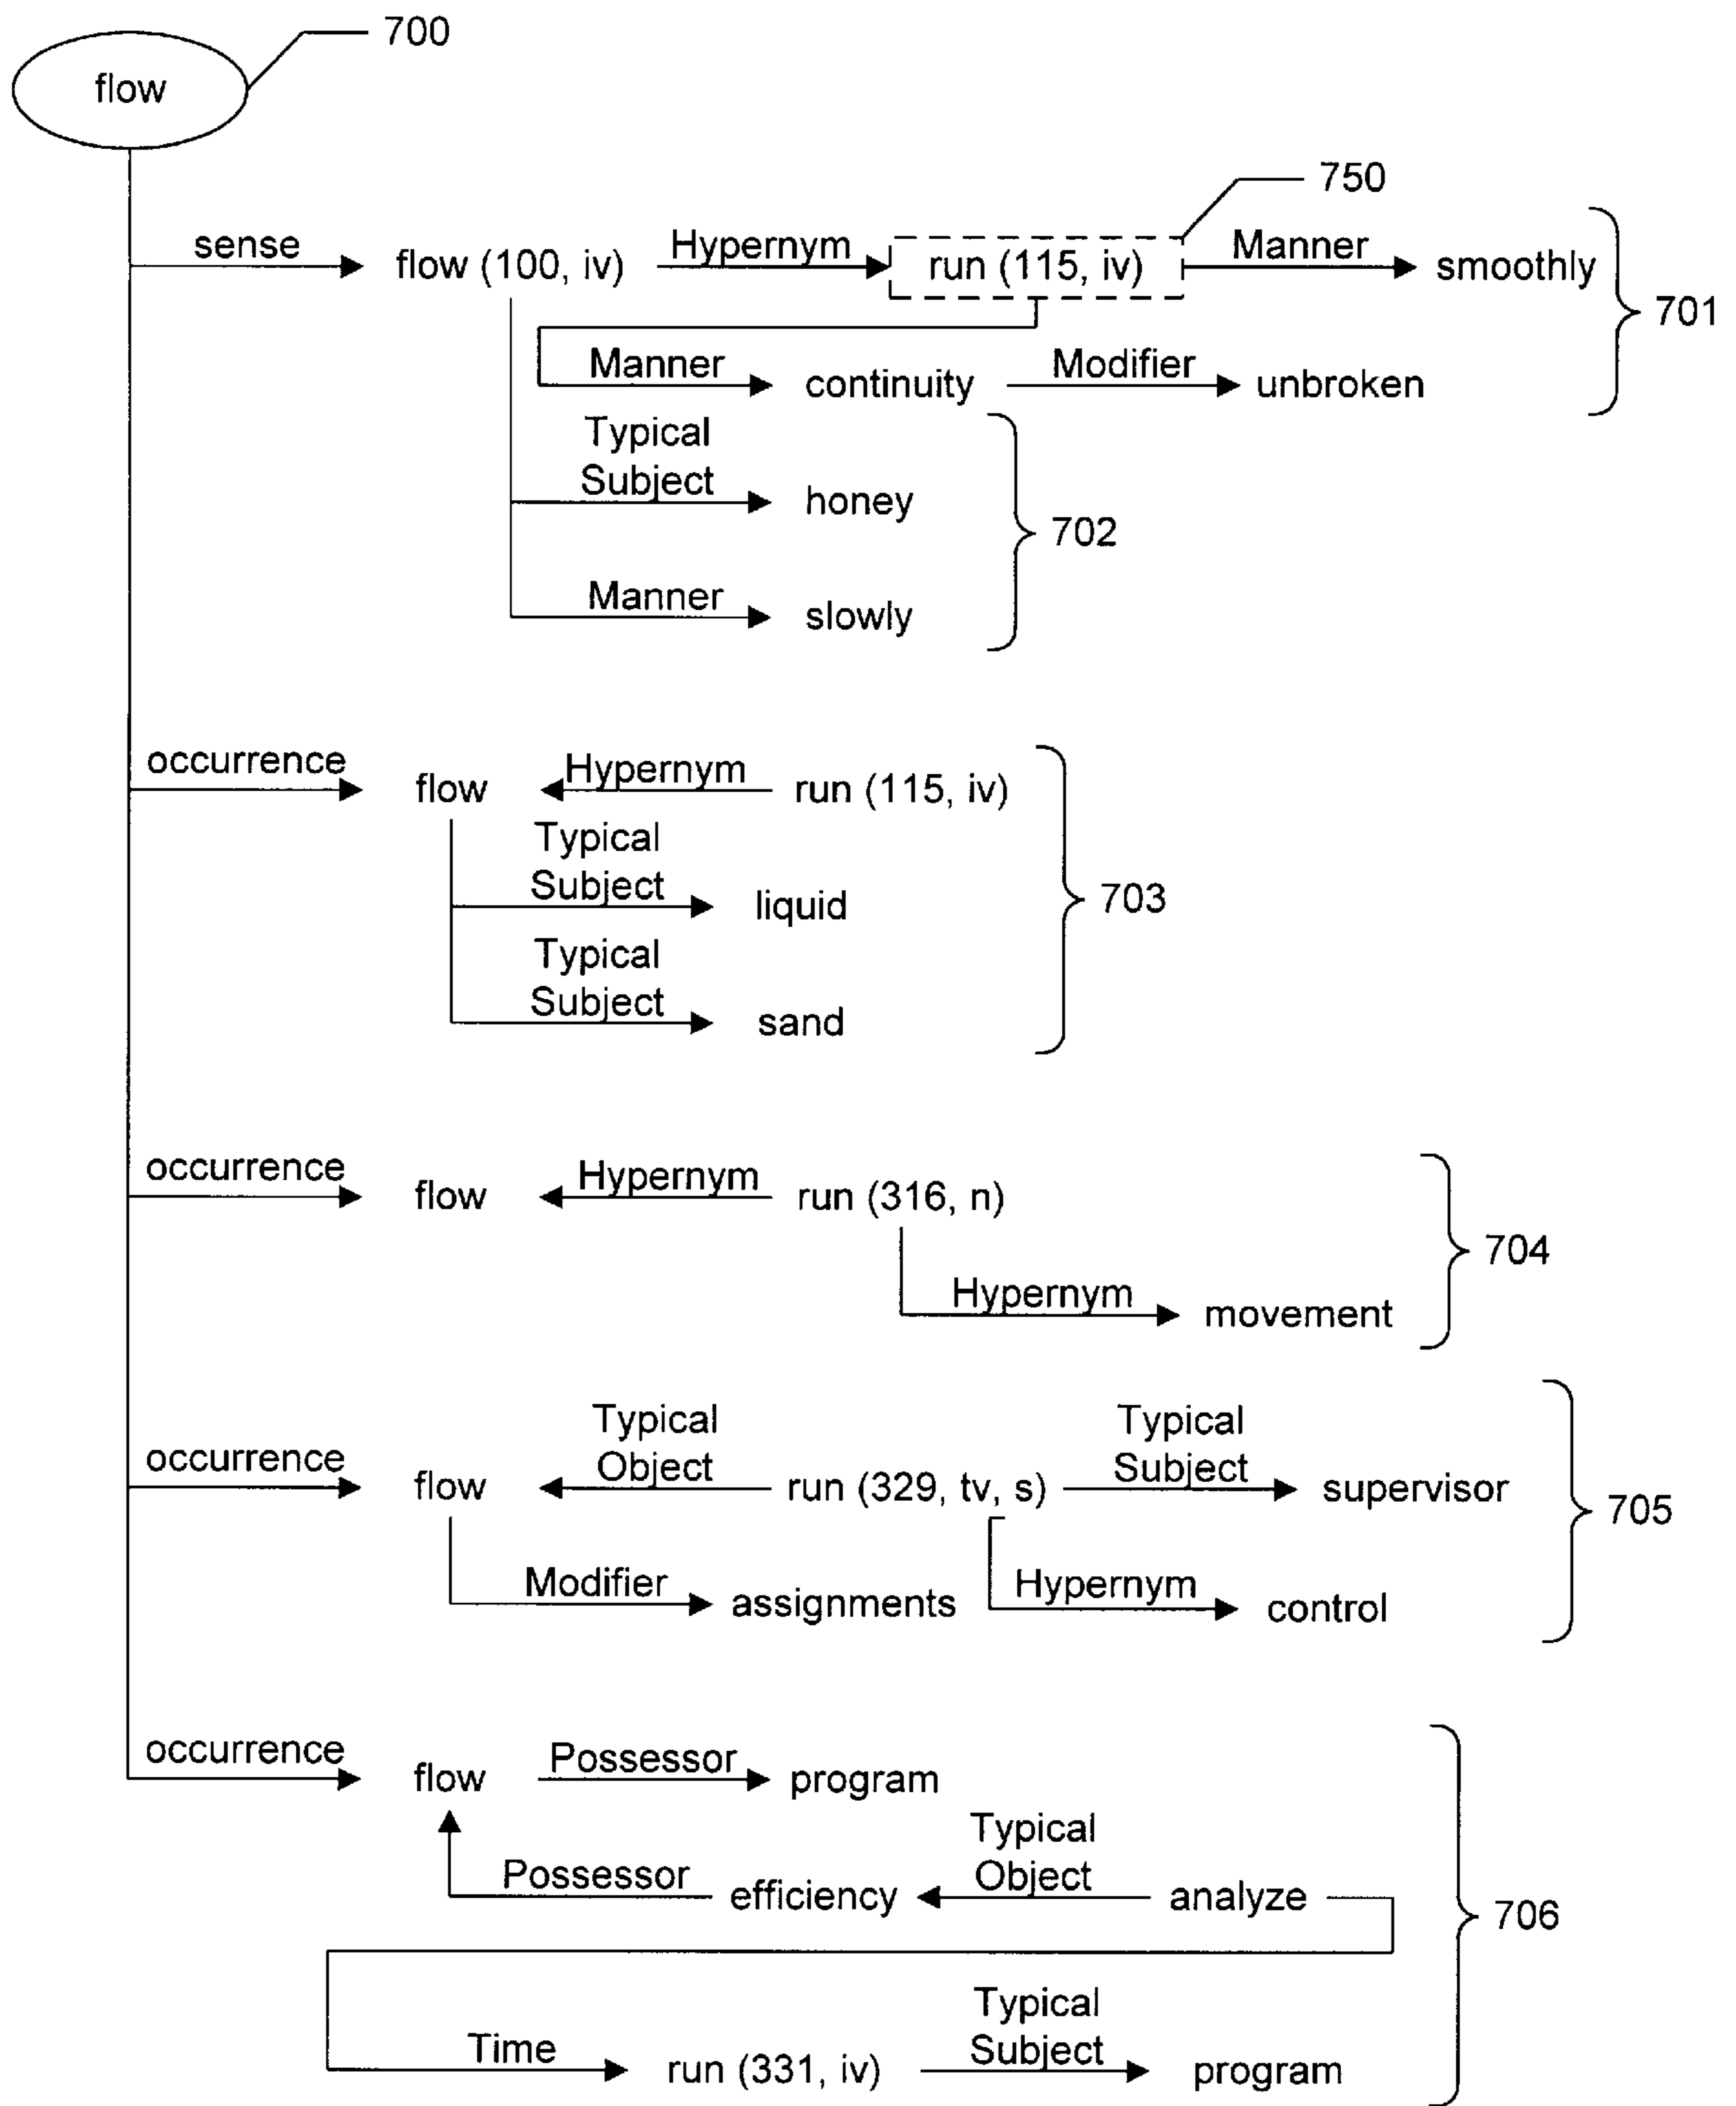 700
flow
750
sense flow (100, iv) Hypernym run (115, iv) Manner smoothly
701
Manner continuity Modifier unbroken
Typical
Subject honey
702
Manner slowly
occurrence flow Hypernym run (115, iv)
Typical
Subject liquid
703
Typical
Subject sand
occurrence flow Hypernym run (316, n)
704
Hypernym movement
Typical Typical
occurrence flow Object run (329, tv, s) Subject supervisor
705
Modifier assignments Hypernym control
occurrence flow Possessor program
Typical
Possessor efficiency Object analyze
706
Typical
Time run (331, iv) Subject program